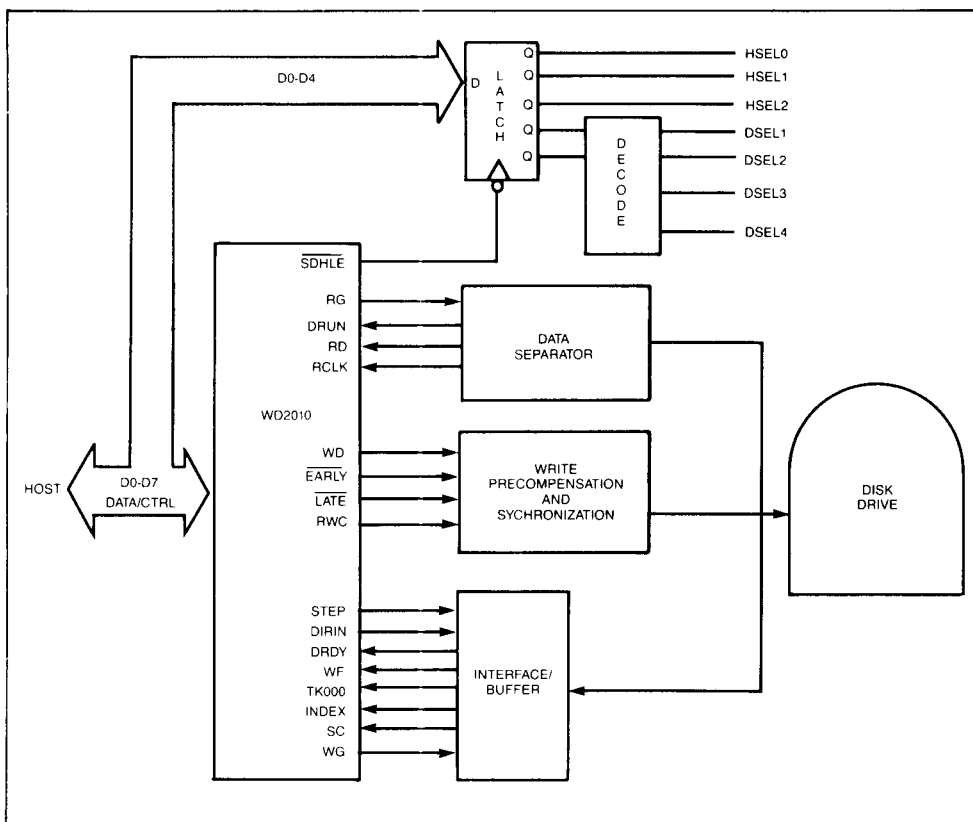 D0-D4
D
LATCH
Q
Q
Q
Q
Q
HSEL0
HSEL1
HSEL2
DSEL1
DSEL2
DSEL3
DSEL4
DECODE
SDHLE
RG
DRUN
RD
RCLK
DATA
SEPARATOR
WD2010
WD
EARLY
LATE
RWC
WRITE
PRECOMPENSATION
AND
SYCHRONIZATION
HOST
D0-D7
DATA/CTRL
DISK
DRIVE
STEP
DIRIN
DRDY
WF
TK000
INDEX
SC
WG
INTERFACE/
BUFFER